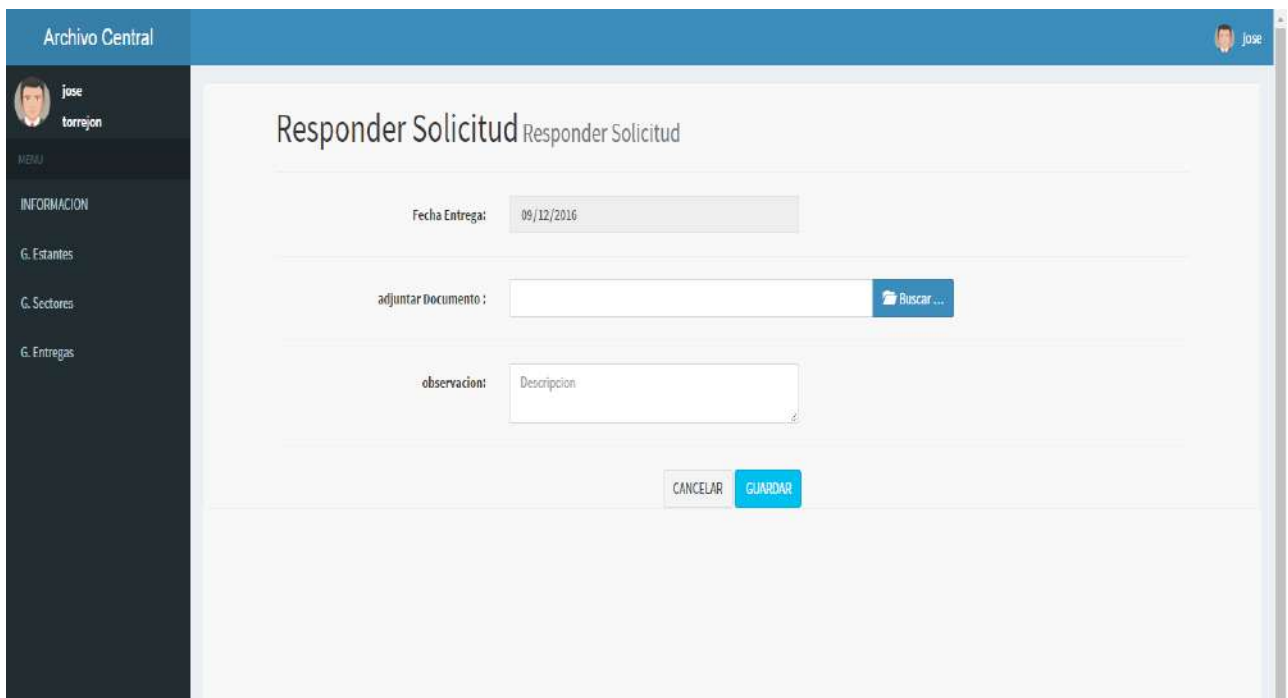 Archivo Central
jose
jose
torrejon
MENU
INFORMACION
G. Estantes
G. Sectores
G. Entregas
Responder Solicitud Responder Solicitud
Fecha Entrega: 09/12/2016
adjuntar Documento : Buscar ...
observacion: Descripcion
CANCELAR GUARDAR